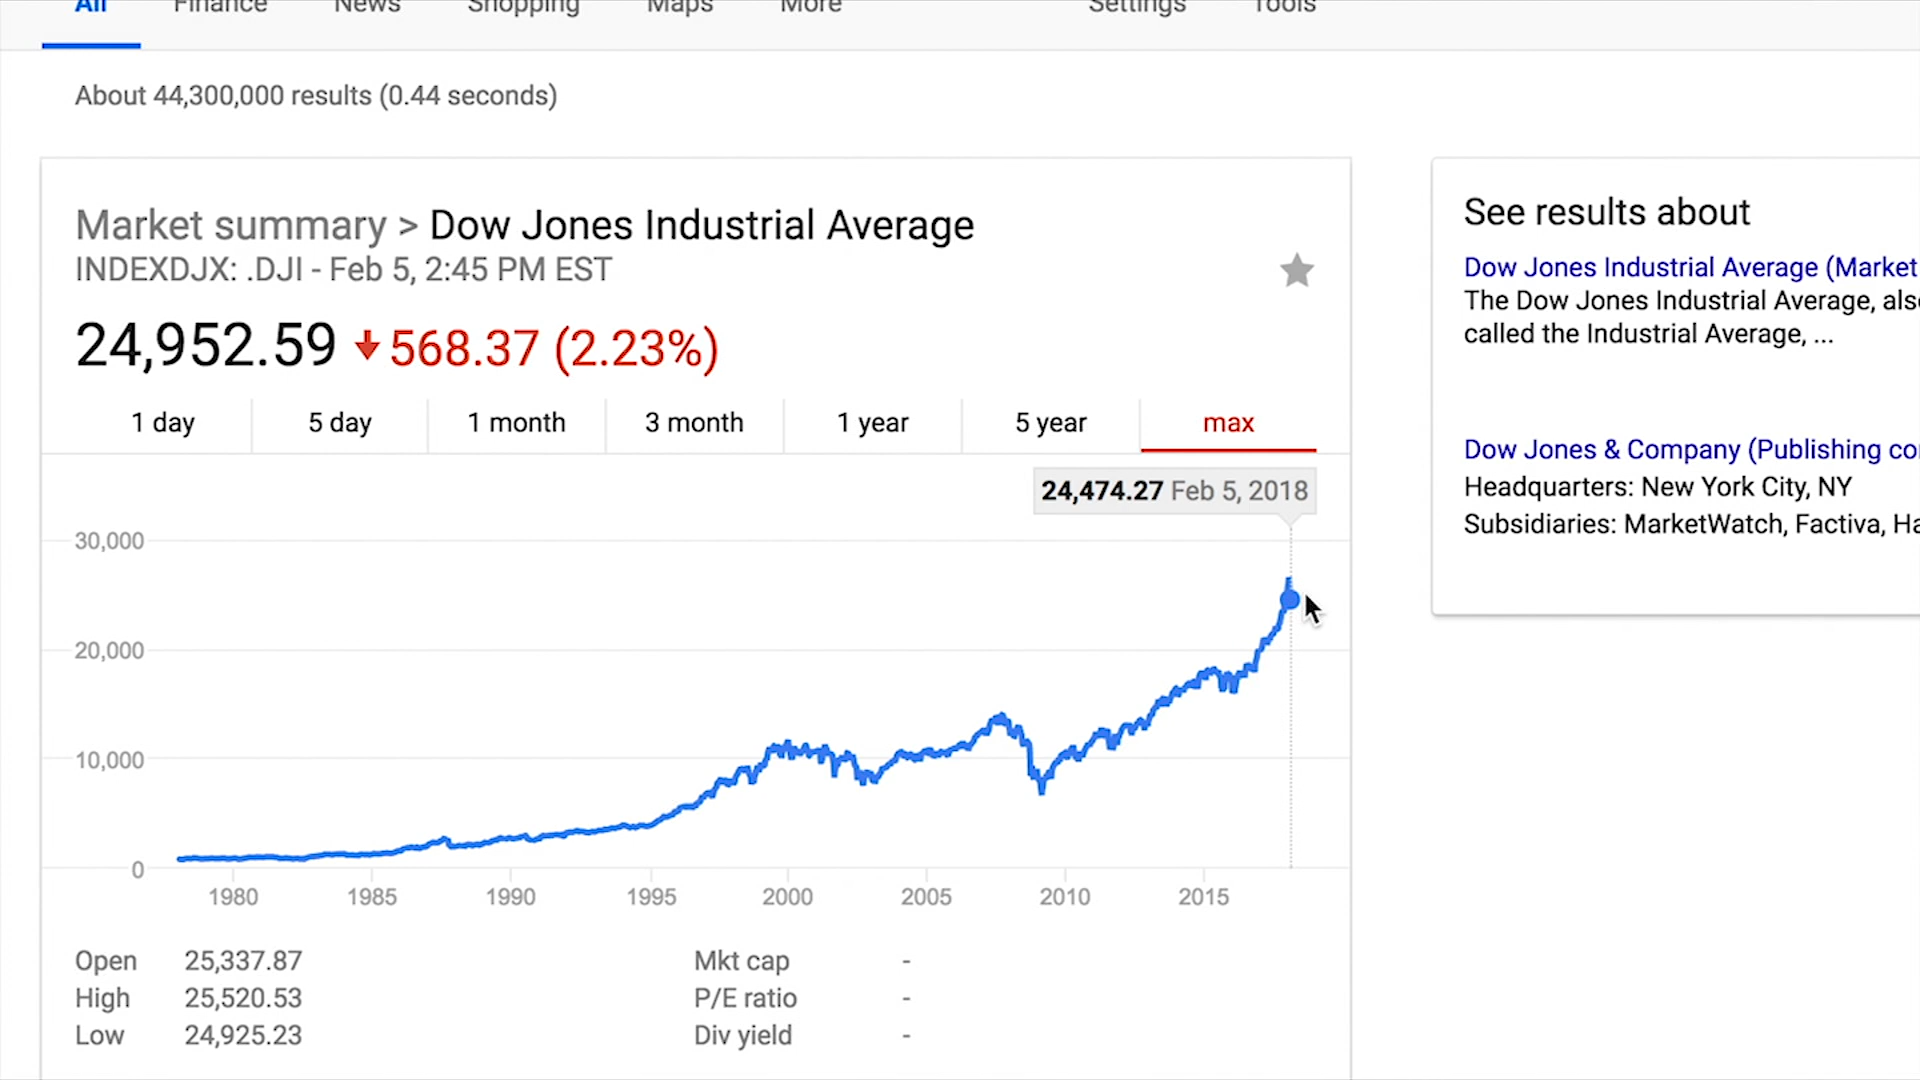 All Finance News Shopping Maps More Settings Tools
About 44,300,000 results (0.44 seconds)
Market summary > Dow Jones Industrial Average
INDEXDJX: .DJI - Feb 5, 2:45 PM EST
24,952.59 568.37 (2.23%)
1 day 5 day 1 month 3 month 1 year 5 year max
24,474.27 Feb 5, 2018
30,000
20,000
10,000
0
1980 1985 1990 1995 2000 2005 2010 2015
Open 25,337.87 Mkt cap -
High 25,520.53 P/E ratio -
Low 24,925.23 Div yield -
See results about
Dow Jones Industrial Average (Market
The Dow Jones Industrial Average, also
called the Industrial Average, ...
Dow Jones & Company (Publishing co
Headquarters: New York City, NY
Subsidiaries: MarketWatch, Factiva, Ha